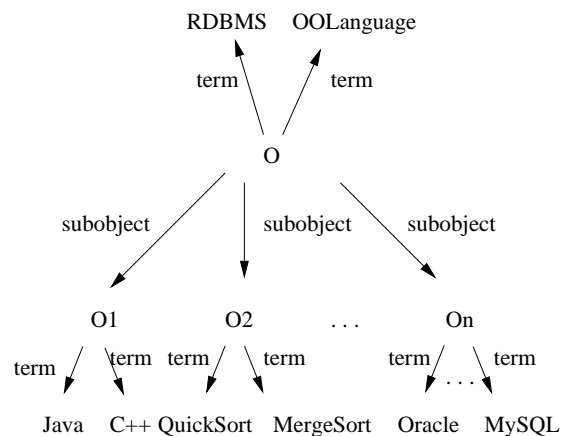 RDBMS OOLanguage
term term
O
subobject subobject subobject
O1 O2 . . . On
term term term term term . . . term
Java C++ QuickSort MergeSort Oracle MySQL